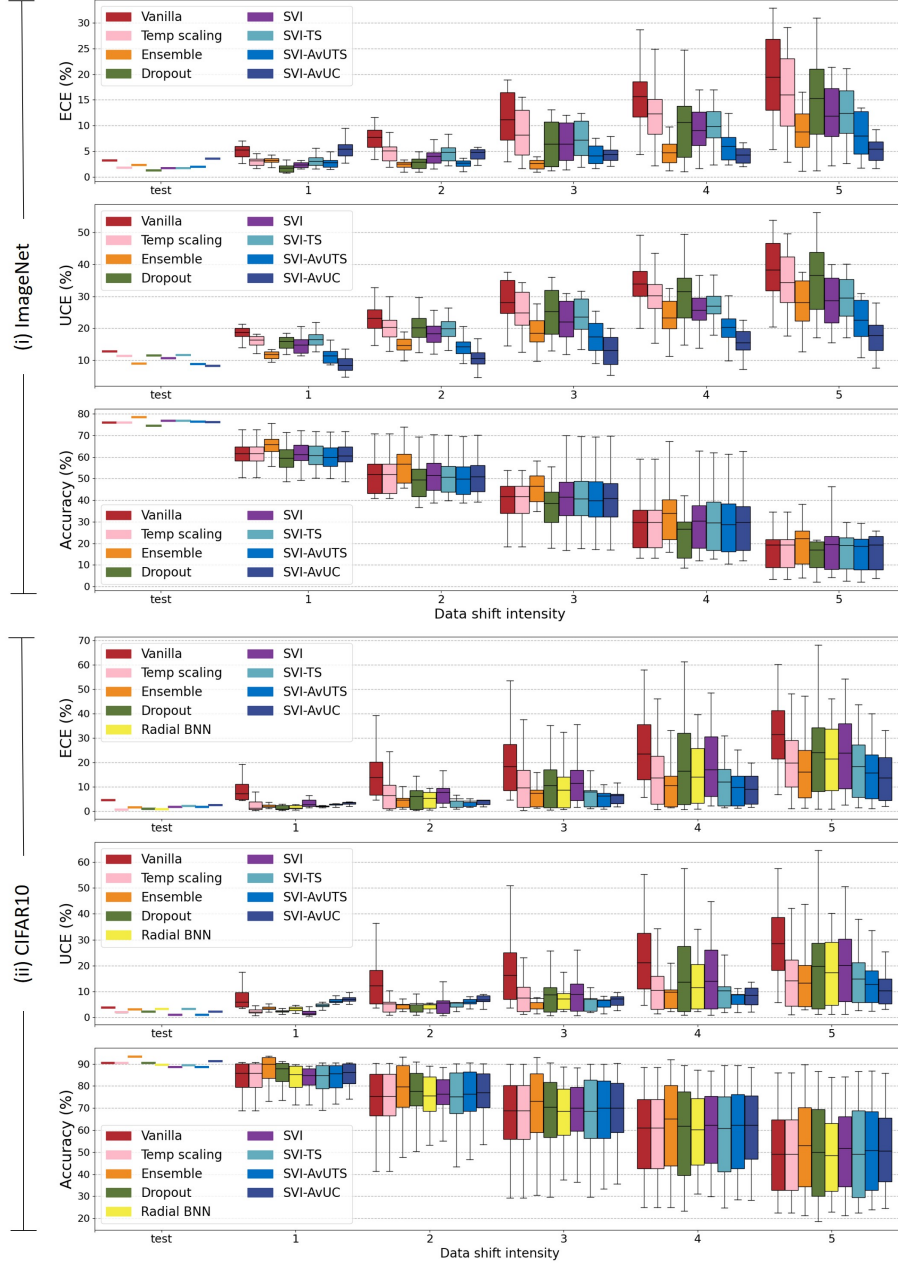 (i) ImageNet
ECE (%)
30
25
20
15
10
5
0
Vanilla
Temp scaling
Ensemble
Dropout
SVI
SVI-TS
SVI-AvUTS
SVI-AvUC
test 1 2 3 4 5
UCE (%)
50
40
30
20
10
Vanilla
Temp scaling
Ensemble
Dropout
SVI
SVI-TS
SVI-AvUTS
SVI-AvUC
test 1 2 3 4 5
Accuracy (%)
80
70
60
50
40
30
20
10
0
Vanilla
Temp scaling
Ensemble
Dropout
SVI
SVI-TS
SVI-AvUTS
SVI-AvUC
test 1 2 3 4 5
Data shift intensity
(ii) CIFAR10
ECE (%)
70
60
50
40
30
20
10
0
Vanilla
Temp scaling
Ensemble
Dropout
Radial BNN
SVI
SVI-TS
SVI-AvUTS
SVI-AvUC
test 1 2 3 4 5
UCE (%)
60
50
40
30
20
10
0
Vanilla
Temp scaling
Ensemble
Dropout
Radial BNN
SVI
SVI-TS
SVI-AvUTS
SVI-AvUC
test 1 2 3 4 5
Accuracy (%)
90
80
70
60
50
40
30
20
Vanilla
Temp scaling
Ensemble
Dropout
Radial BNN
SVI
SVI-TS
SVI-AvUTS
SVI-AvUC
test 1 2 3 4 5
Data shift intensity